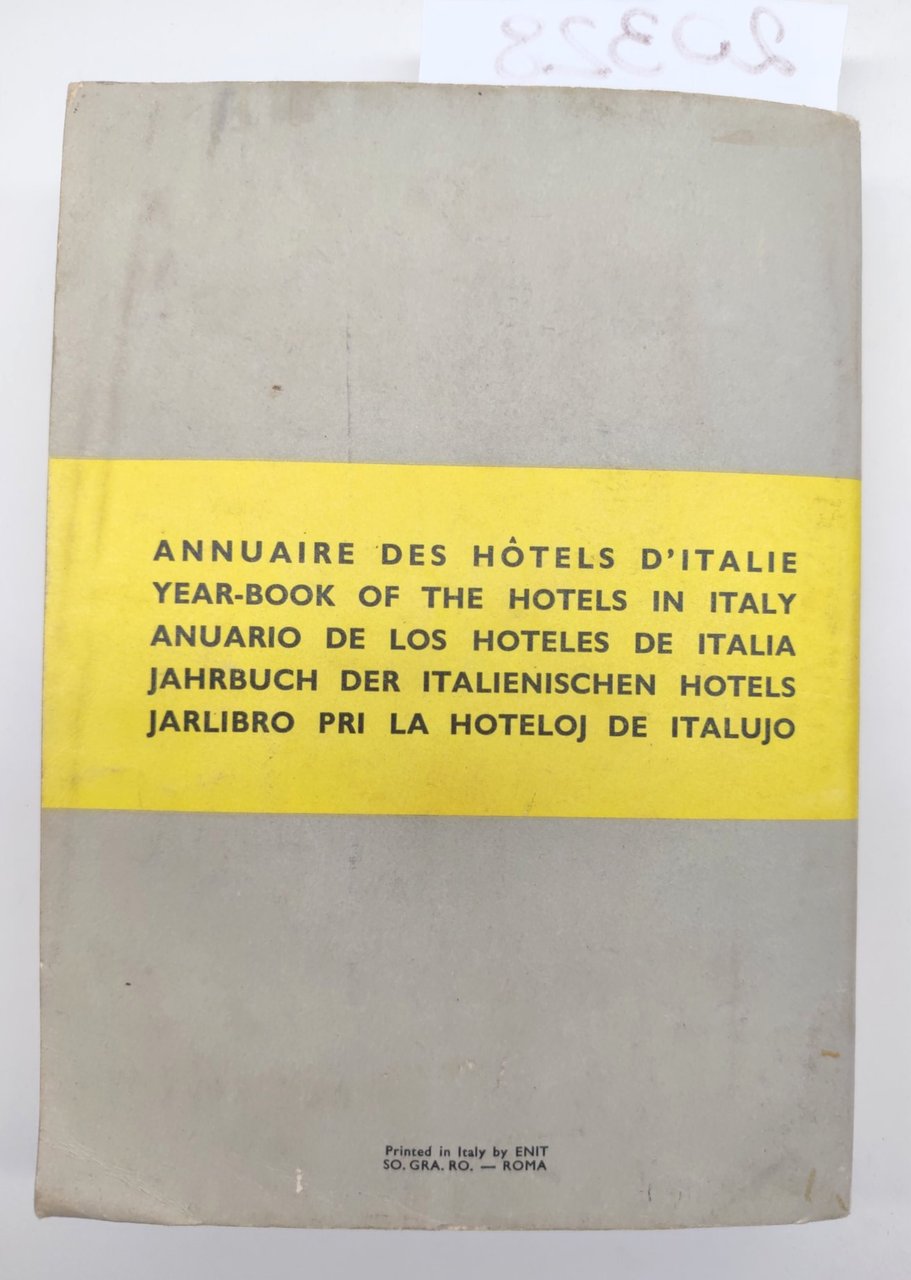 20328
ANNUAIRE DES HÔTELS D'ITALIE
YEAR-BOOK OF THE HOTELS IN ITALY
ANUARIO DE LOS HOTELES DE ITALIA
JAHRBUCH DER ITALIENISCHEN HOTELS
JARLIBRO PRI LA HOTELOJ DE ITALUJO
Printed in Italy by ENIT
SO. GRA. RO. — ROMA